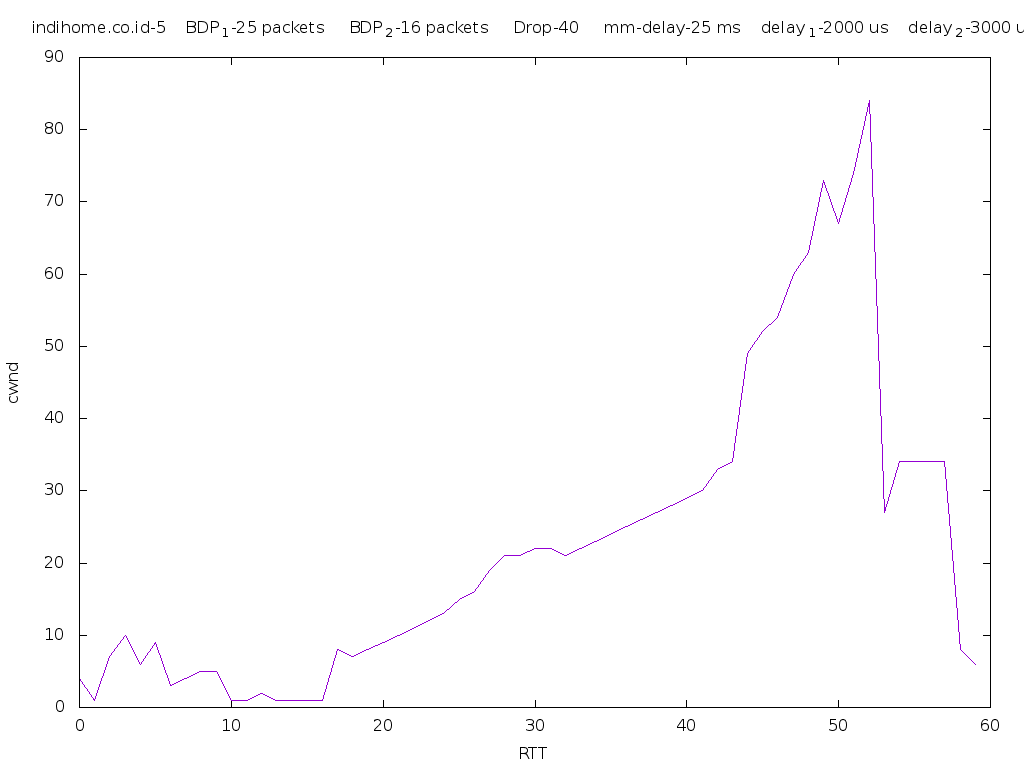 indihome.co.id-5 BDP1-25 packets BDP2-16 packets Drop-40 mm-delay-25 ms delay1-2000 us delay2-3000 u
90
80
70
60
50
40
30
20
10
0
cwnd
0 10 20 30 40 50 60
RTT